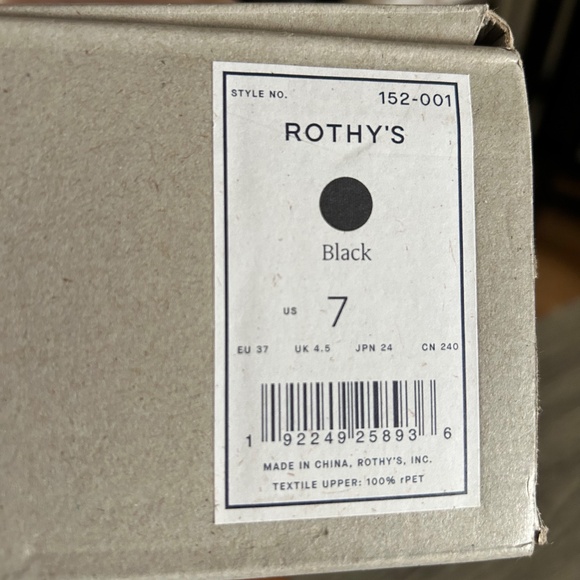 STYLE NO. 152-001
ROTHY'S
Black
US 7
EU 37 UK 4.5 JPN 24 CN 240
1 92249 25893 6
MADE IN CHINA, ROTHY'S, INC.
TEXTILE UPPER: 100% rPET